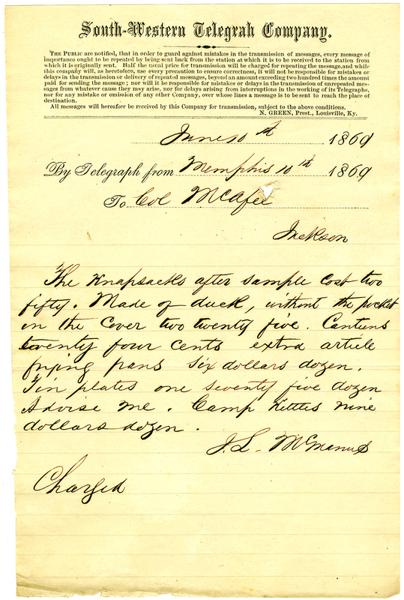 South-Western Telegrah Company.
THE PUBLIC are notified, that in order to guard against mistakes in the transmission of messages, every message of
importance ought to be repeated by being sent back from the station at which it is to be received to the station from
which it is originally sent. Half the usual price for transmission will be charged for repeating the message, and while
this company will, as heretofore, use every precaution to ensure correctness, it will not be responsible for mistakes or
delays in the transmission or delivery of repeated messages, beyond an amount exceeding two hundred times the amount
paid for sending the message; nor will it be responsible for mistakes or delays in the transmission of unrepeated mes-
sages from whatever cause they may arise, nor for delays arising from interruptions in the working of its Telegraphs,
nor for any mistake or omission of any other Company, over whose lines a message is to be sent to reach the place of
destination.
All messages will hereafter be received by this Company for transmission, subject to the above conditions.
N. GREEN, Prest., Louisville, Ky.
June 10th 1860
By Telegraph from Memphis 10th 1860
To Col McAfee
Jackson
The Knapsacks after sample cost two
fifty. Made of duck, without the pocket
in the cover two twenty five. Cantens
twenty four cents extra article
frying pans Six dollars dozen.
Tin plates one seventy five dozen
Advise me. Camp Kettles nine
dollars dozen.
J. L. McManus
Charged